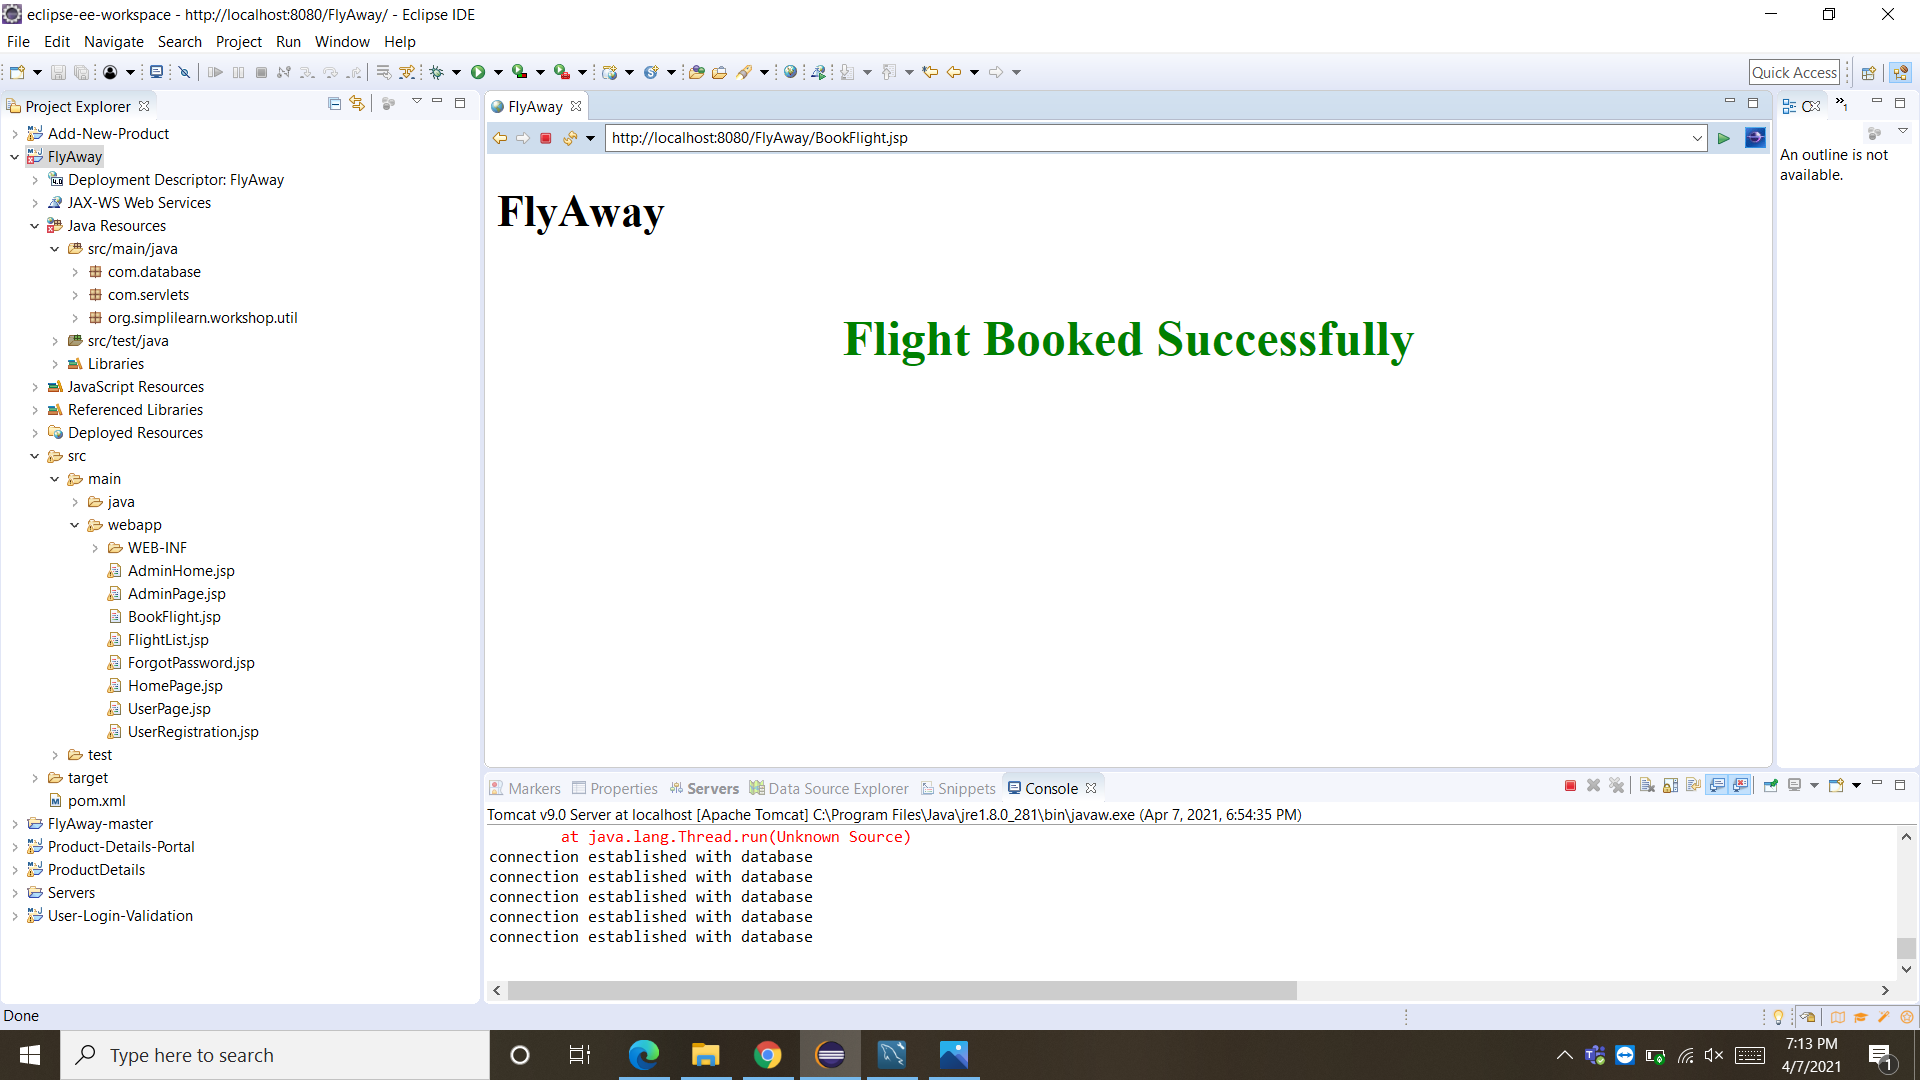 eclipse-ee-workspace - http://localhost:8080/FlyAway/ - Eclipse IDE
File Edit Navigate Search Project Run Window Help
Quick Access
Project Explorer
Add-New-Product
FlyAway
Deployment Descriptor: FlyAway
JAX-WS Web Services
Java Resources
src/main/java
com.database
com.servlets
org.simplilearn.workshop.util
src/test/java
Libraries
JavaScript Resources
Referenced Libraries
Deployed Resources
src
main
java
webapp
WEB-INF
AdminHome.jsp
AdminPage.jsp
BookFlight.jsp
FlightList.jsp
ForgotPassword.jsp
HomePage.jsp
UserPage.jsp
UserRegistration.jsp
test
target
pom.xml
FlyAway-master
Product-Details-Portal
ProductDetails
Servers
User-Login-Validation
FlyAway
http://localhost:8080/FlyAway/BookFlight.jsp
FlyAway
Flight Booked Successfully
An outline is not
available.
Markers Properties Servers Data Source Explorer Snippets Console
Tomcat v9.0 Server at localhost [Apache Tomcat] C:\Program Files\Java\jre1.8.0_281\bin\javaw.exe (Apr 7, 2021, 6:54:35 PM)
at java.lang.Thread.run(Unknown Source)
connection established with database
connection established with database
connection established with database
connection established with database
connection established with database
Done
Type here to search
7:13 PM
4/7/2021
1